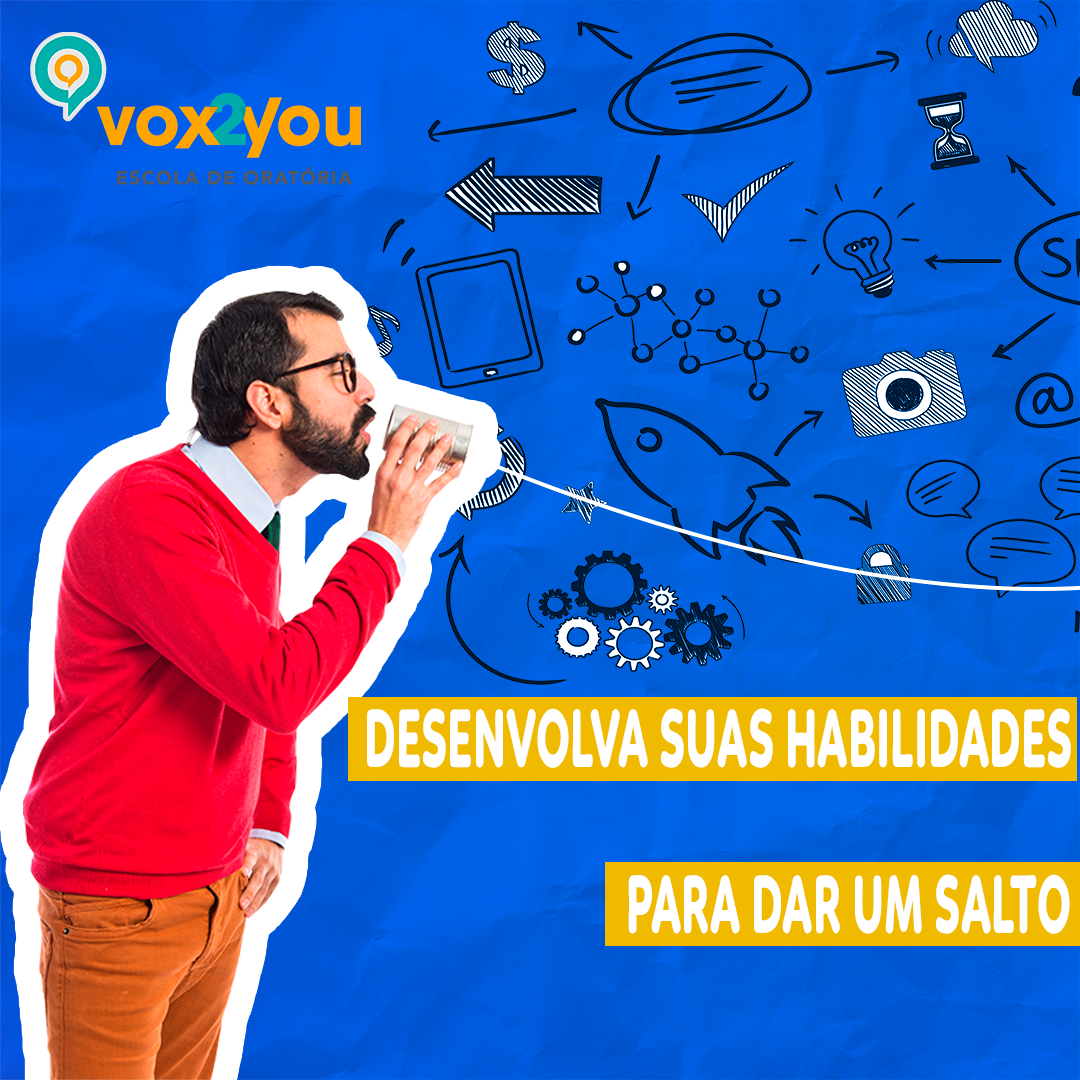 vox2you
ESCOLA DE ORATÓRIA
$
@
DESENVOLVA SUAS HABILIDADES
PARA DAR UM SALTO